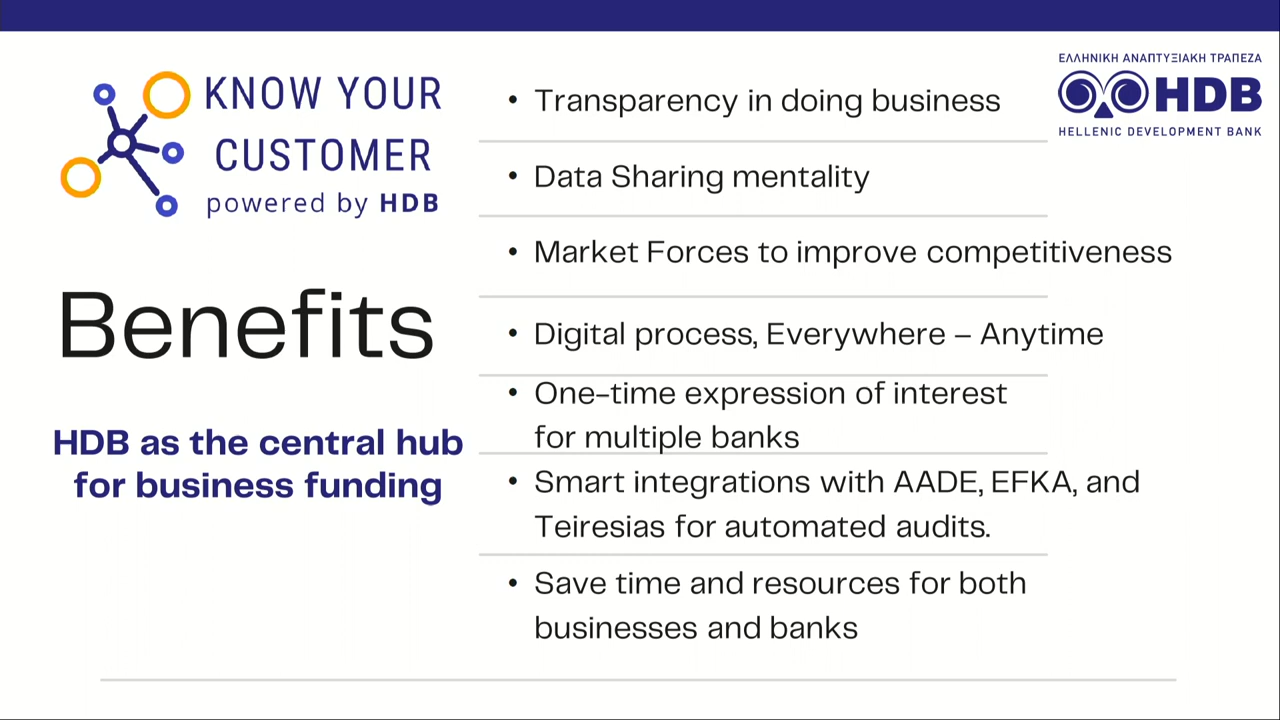 KNOW YOUR
CUSTOMER
powered by HDB
Benefits
HDB as the central hub
for business funding
• Transparency in doing business
• Data Sharing mentality
• Market Forces to improve competitiveness
• Digital process, Everywhere – Anytime
• One-time expression of interest
for multiple banks
• Smart integrations with AADE, EFKA, and
Teiresias for automated audits.
• Save time and resources for both
businesses and banks
ΕΛΛΗΝΙΚΗ ΑΝΑΠΤΥΞΙΑΚΗ ΤΡΑΠΕΖΑ
HDB
HELLENIC DEVELOPMENT BANK